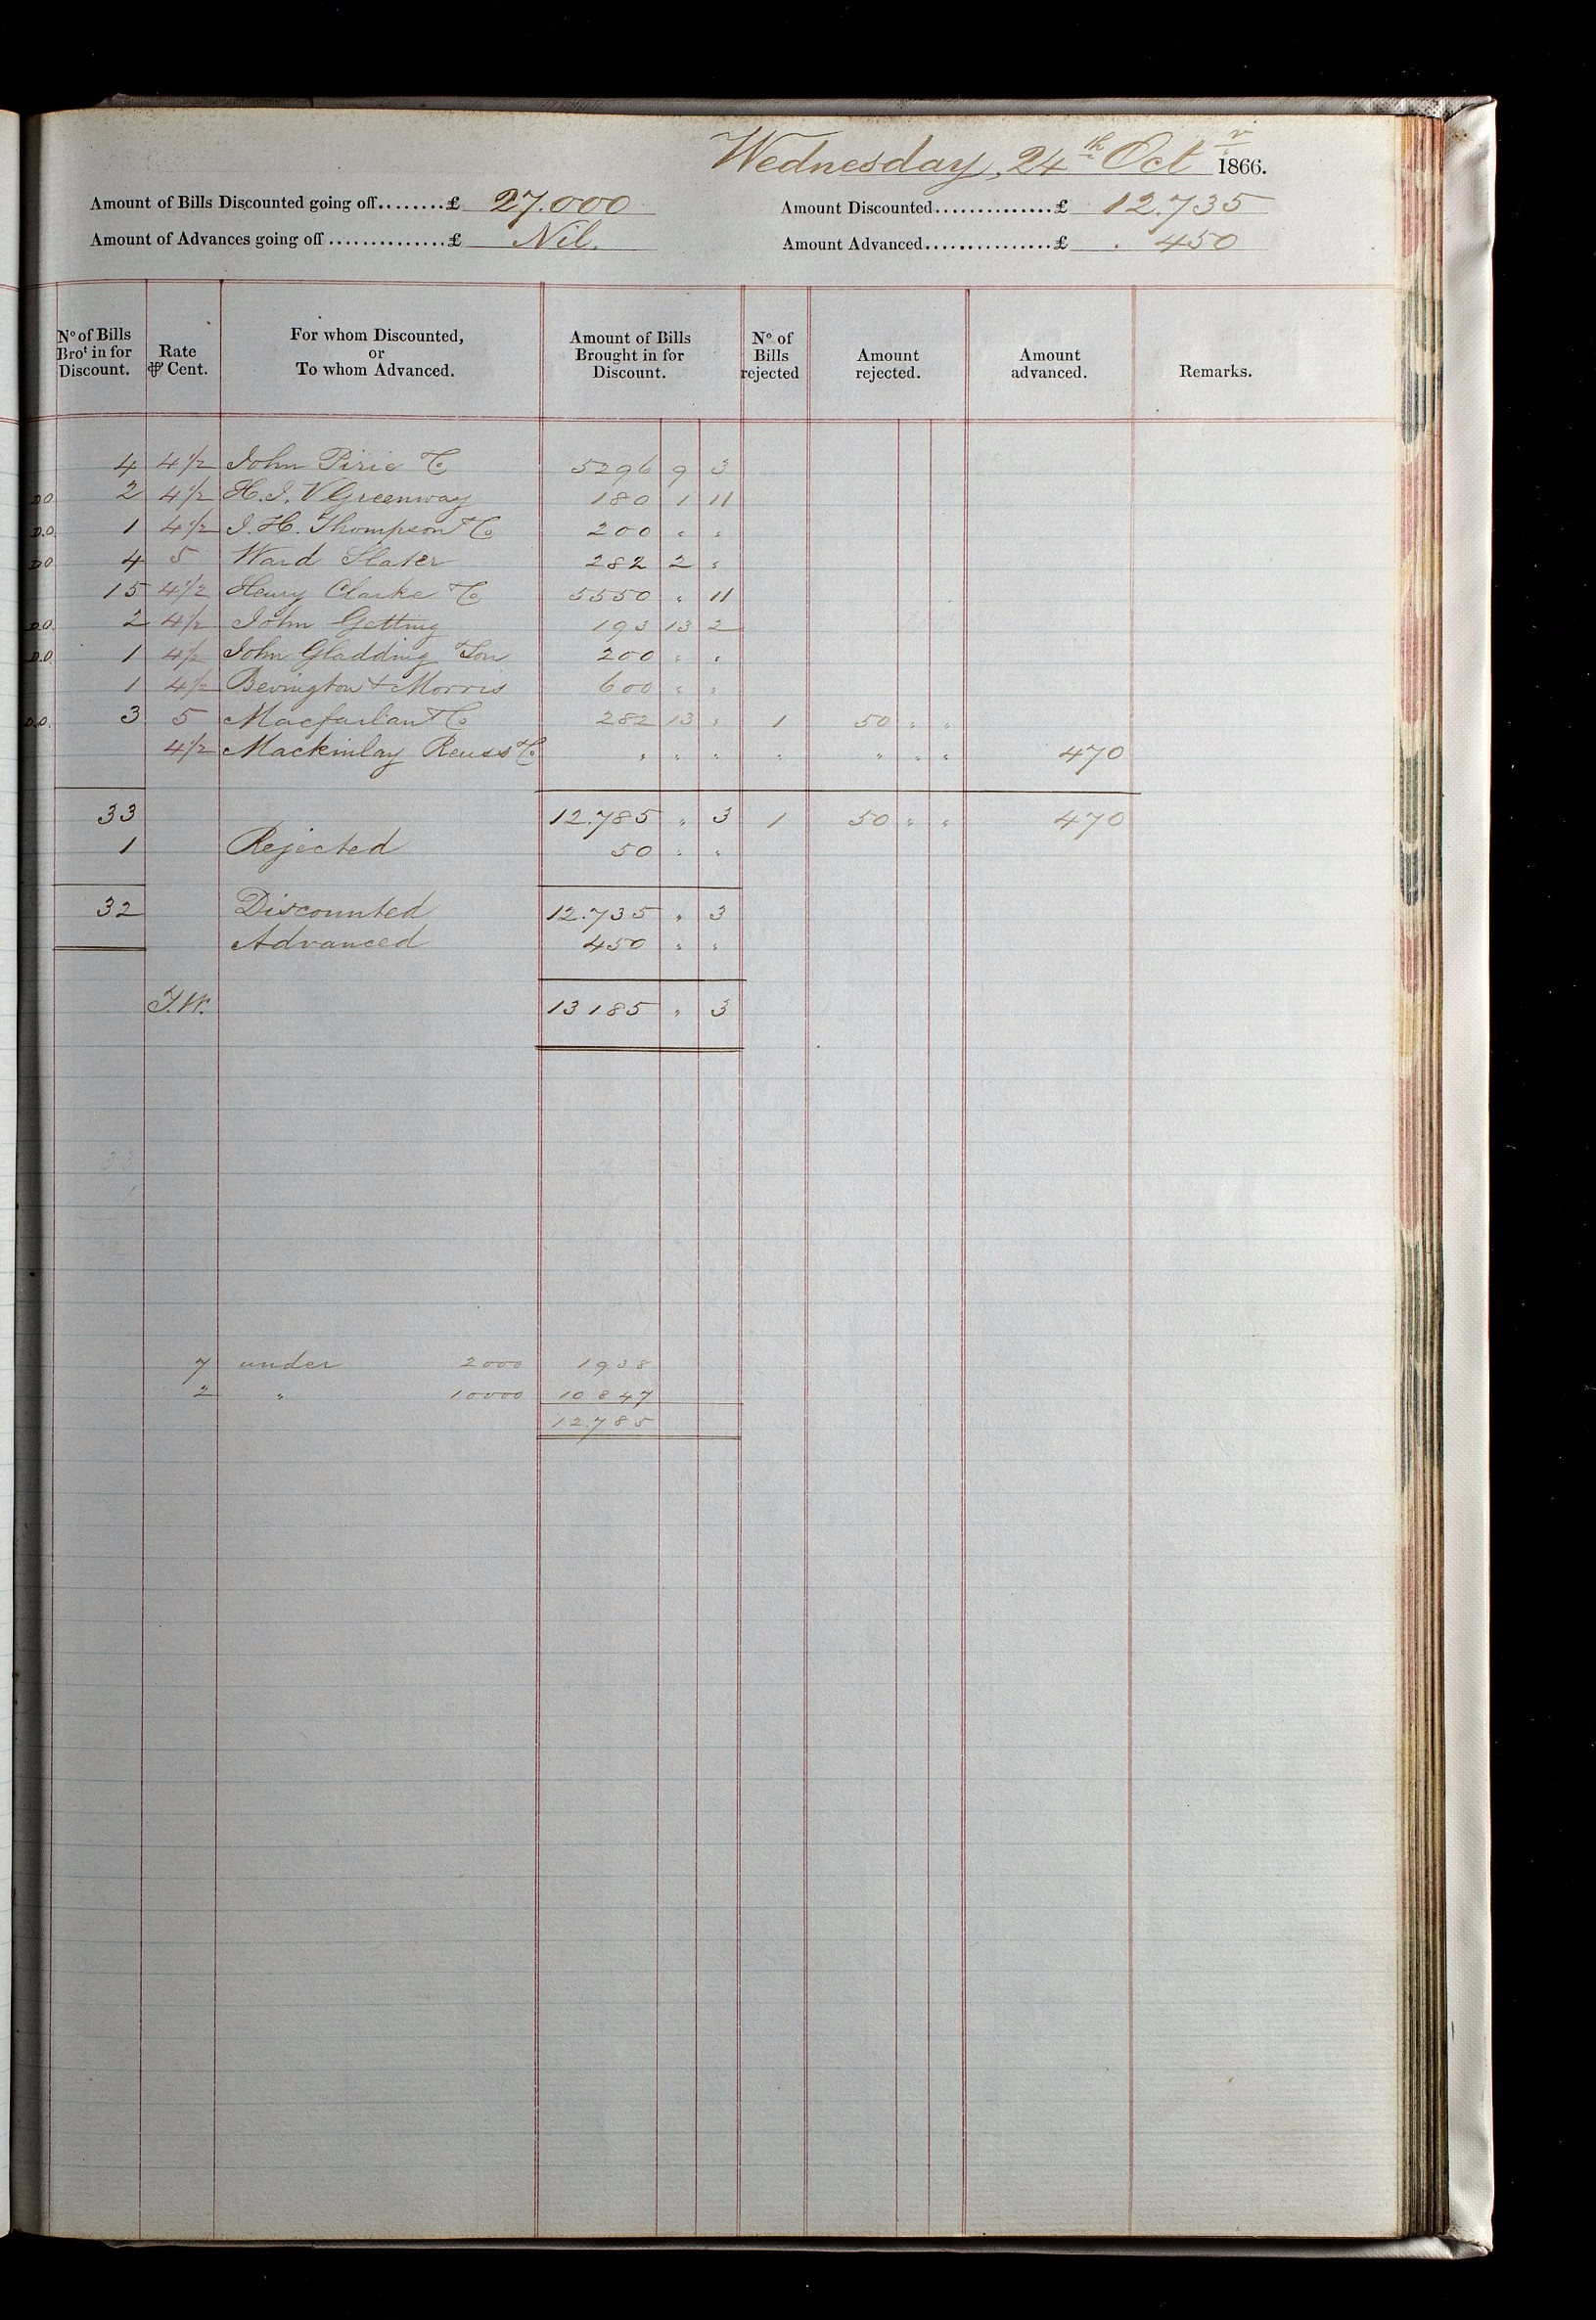 Wednesday, 24th Octr 1866.
Amount of Bills Discounted going off........£ 27.000 Amount Discounted..............£ 12.735
Amount of Advances going off..............£ Nil. Amount Advanced...............£ 450
No of Bills Brot in for Discount. Rate ⅌ Cent. For whom Discounted, or To whom Advanced. Amount of Bills Brought in for Discount. No of Bills rejected Amount rejected. Amount advanced. Remarks.
4 4½ John Pirie & Co 5296 9 3
D.O. 2 4½ H. I. V Greenway 180 1 11
D.O. 1 4½ J. H. Thompson & Co 200 " "
D.O. 4 5 Ward Slater 282 2 "
15 4½ Henry Clarke & Co 5550 " 11
D.O. 2 4½ John Getting 193 13 2
D.O. 1 4½ John Gladding & Son 200 " "
1 4½ Bevington & Morris 600 " "
D.O. 3 5 Macfarlan & Co 282 13 " 1 50 " "
4½ Mackinlay Reuss & Co " " " " " " " 470
33 12.785 " 3 1 50 " " 470
1 Rejected 50 " "
32 Discounted 12.735 " 3
Advanced 450 " "
13185 " 3
7 under 2000 1938
2 " 10000 10847
12.785